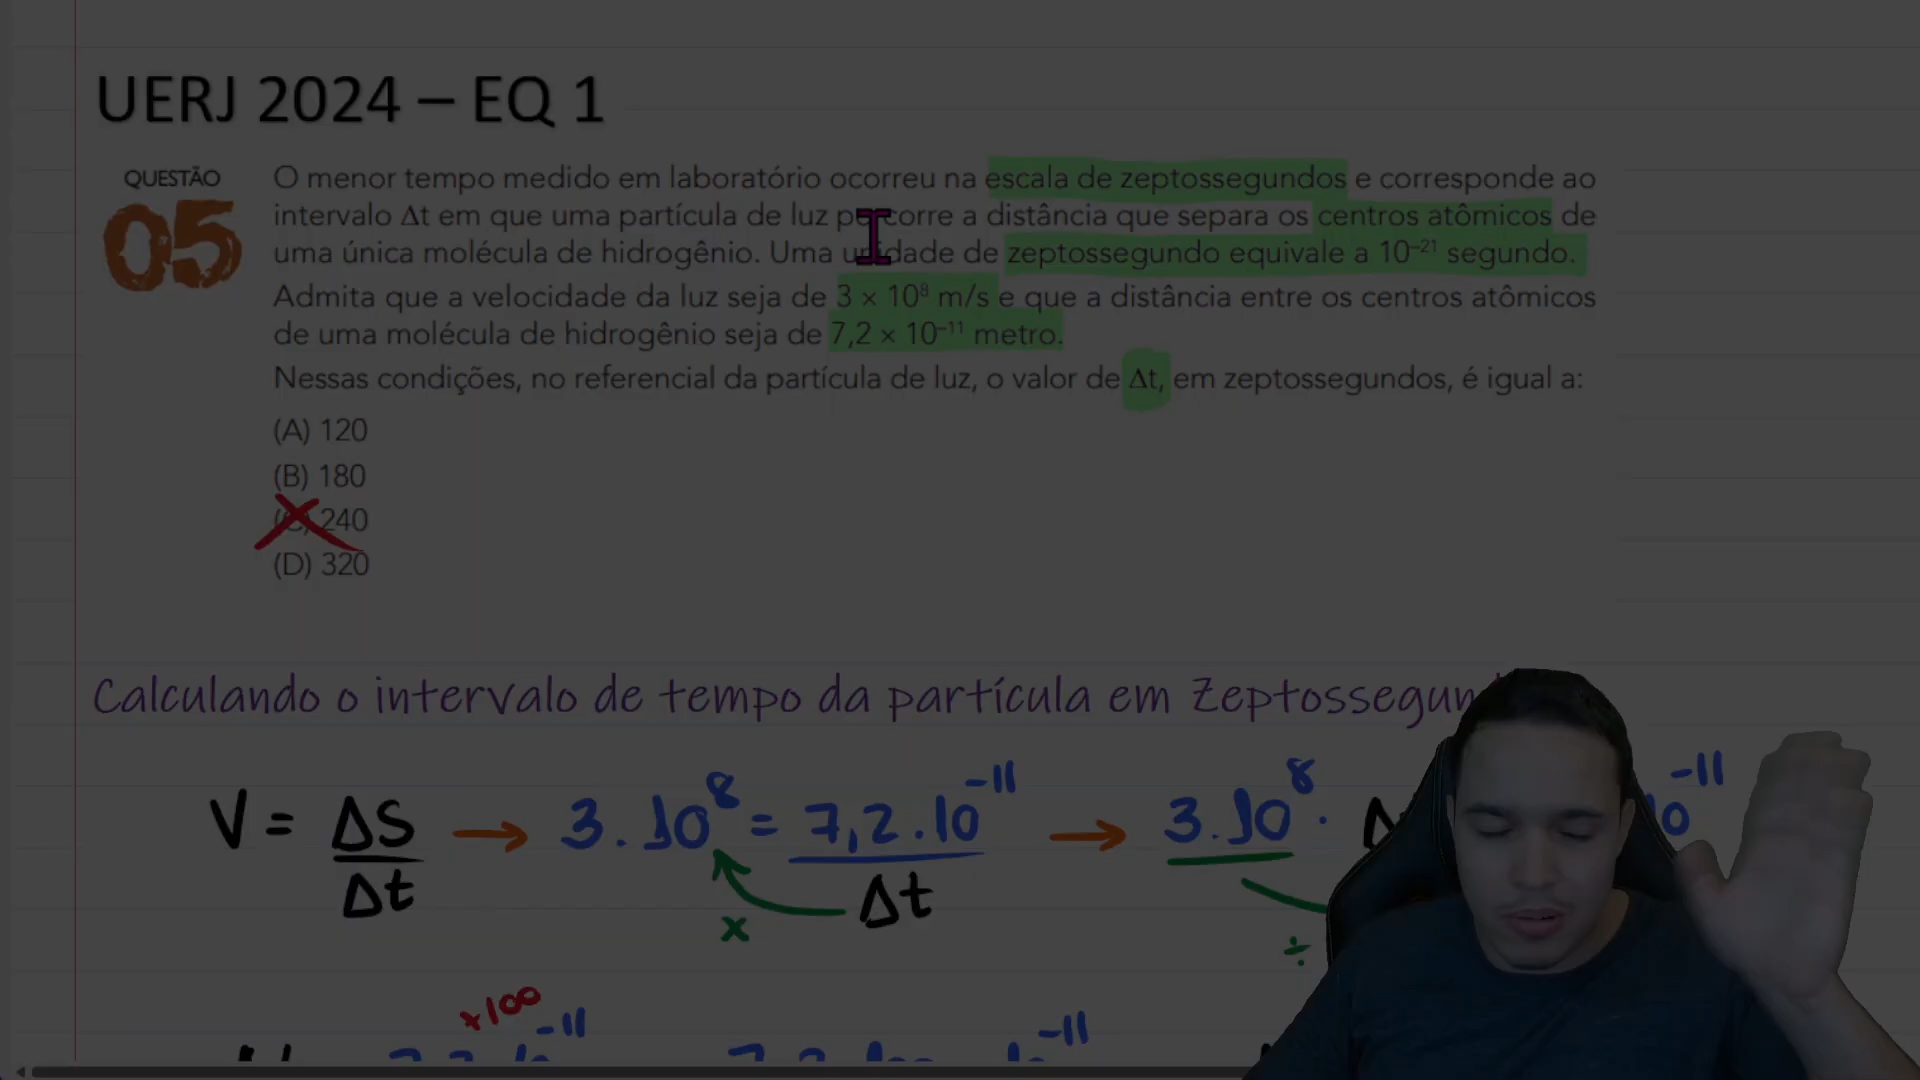 UERJ 2024 – EQ 1
QUESTÃO
05
O menor tempo medido em laboratório ocorreu na escala de zeptossegundos e corresponde ao
intervalo Δt em que uma partícula de luz percorre a distância que separa os centros atômicos de
uma única molécula de hidrogênio. Uma unidade de zeptossegundo equivale a 10⁻²¹ segundo.
Admita que a velocidade da luz seja de 3 × 10⁸ m/s e que a distância entre os centros atômicos
de uma molécula de hidrogênio seja de 7,2 × 10⁻¹¹ metro.
Nessas condições, no referencial da partícula de luz, o valor de Δt, em zeptossegundos, é igual a:
(A) 120
(B) 180
(C) 240
(D) 320
Calculando o intervalo de tempo da partícula em
V = ΔS/Δt → 3.10⁸ = 7,2.10⁻¹¹/Δt → 3.10⁸ . 10⁻¹¹
x ÷
x100